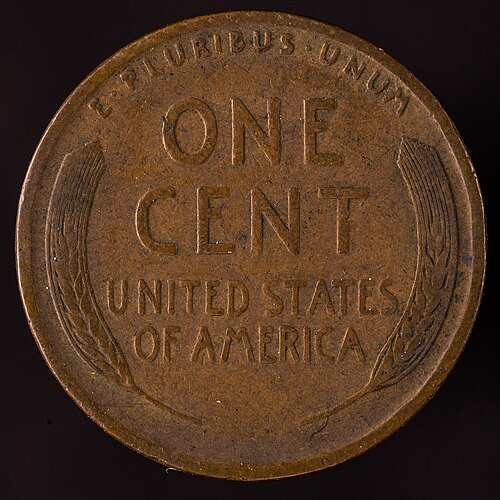 E·PLURIBUS·UNUM
ONE
CENT
UNITED STATES
OF AMERICA